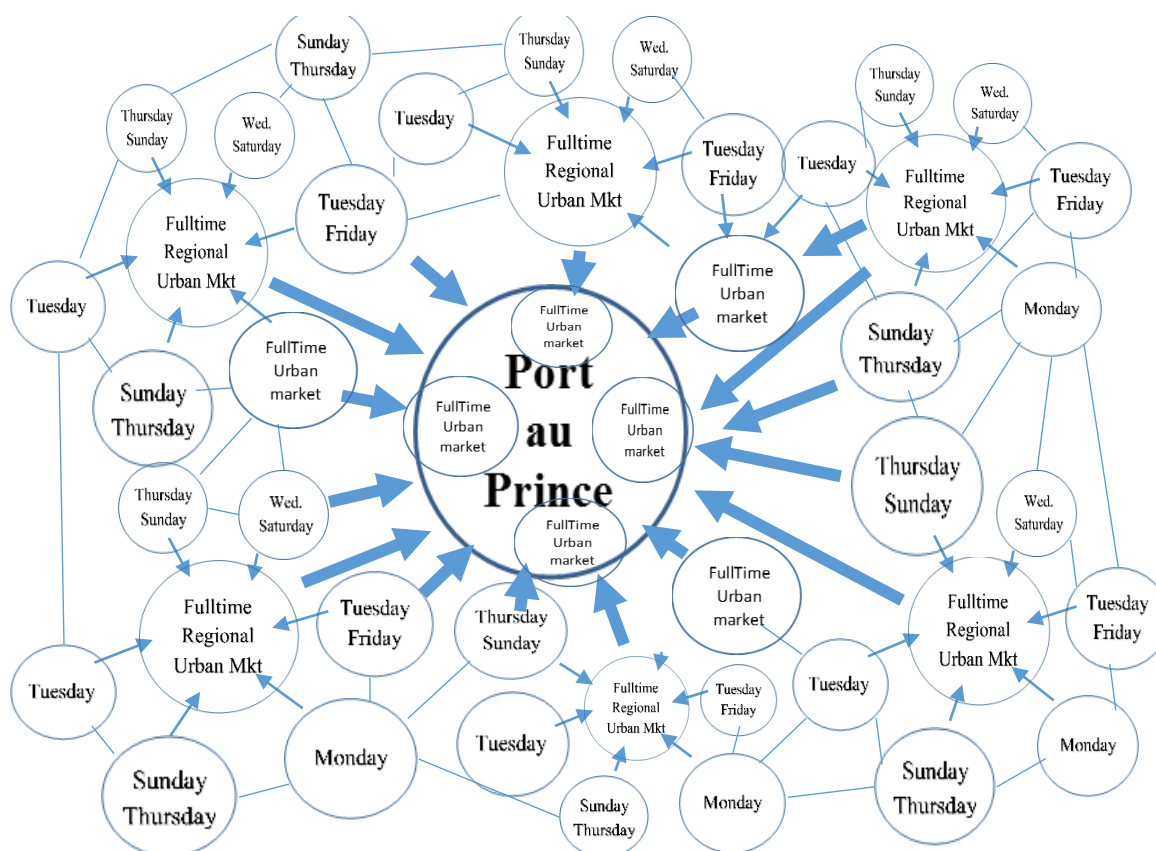 Sunday
Thursday
Thursday
Sunday
Wed.
Saturday
Thursday
Sunday
Wed.
Saturday
Thursday
Sunday
Wed.
Saturday
Tuesday
Fulltime
Regional
Urban Mkt
Tuesday
Friday
Tuesday
Fulltime
Regional
Urban Mkt
Tuesday
Friday
Tuesday
Friday
Fulltime
Regional
Urban Mkt
Tuesday
FullTime
Urban
market
Monday
Sunday
Thursday
FullTime
Urban
market
FullTime
Urban
market
Sunday
Thursday
Port
au
Prince
FullTime
Urban
market
FullTime
Urban
market
FullTime
Urban
market
Thursday
Sunday
Thursday
Sunday
Wed.
Saturday
Wed.
Saturday
Fulltime
Regional
Urban Mkt
Tuesday
Friday
Thursday
Sunday
FullTime
Urban
market
Fulltime
Regional
Urban Mkt
Tuesday
Friday
Tuesday
Tuesday
Fulltime
Regional
Urban Mkt
Tuesday
Friday
Tuesday
Monday
Monday
Sunday
Thursday
Sunday
Thursday
Monday
Sunday
Thursday